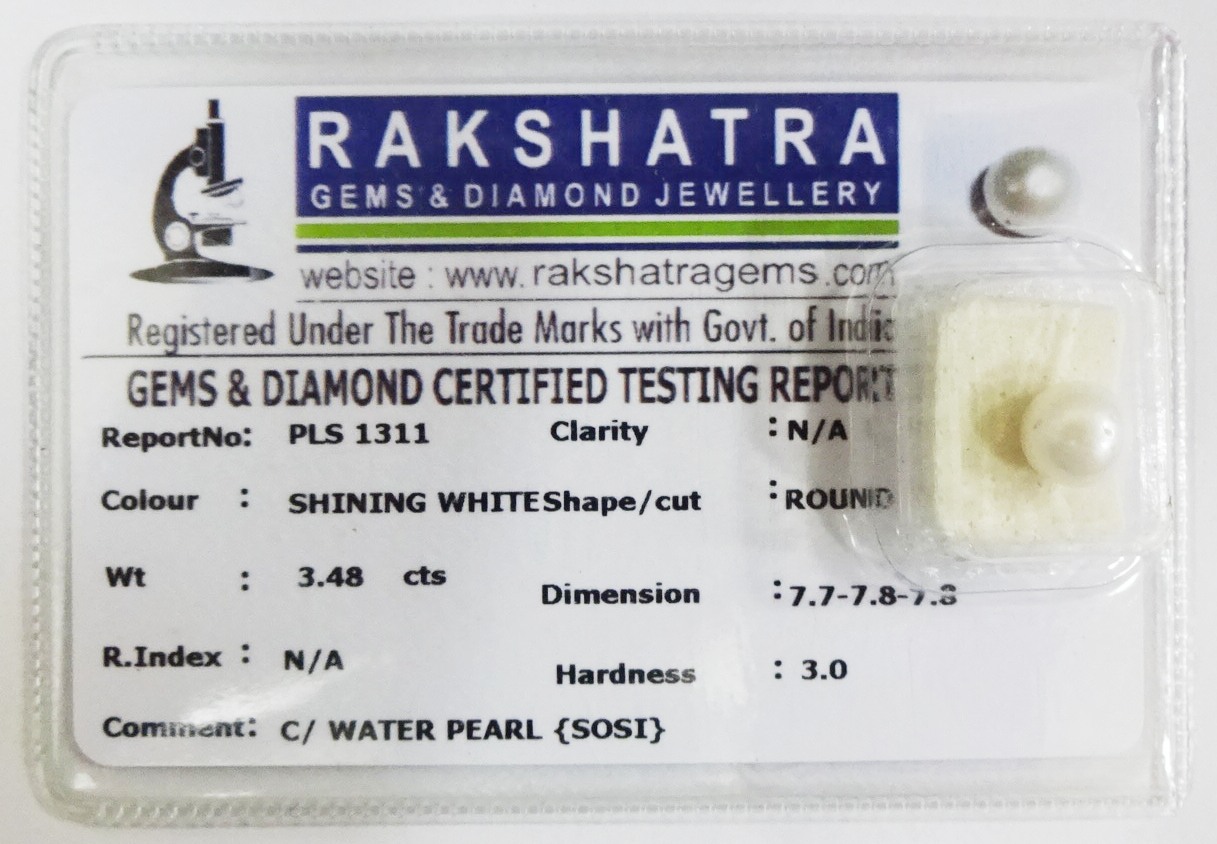 RAKSHATRA
GEMS & DIAMOND JEWELLERY
website : www. rakshatragems.com
Registered Under The Trade Marks with Govt. of India
GEMS & DIAMOND CERTIFIED TESTING REPORT
ReportNo: PLS 1311 Clarity : N/A
Colour : SHINING WHITE Shape/cut : ROUND
Wt : 3.48 cts Dimension : 7.7-7.8-7.8
R.Index : N/A Hardness : 3.0
Comment: C/ WATER PEARL {SOSI}